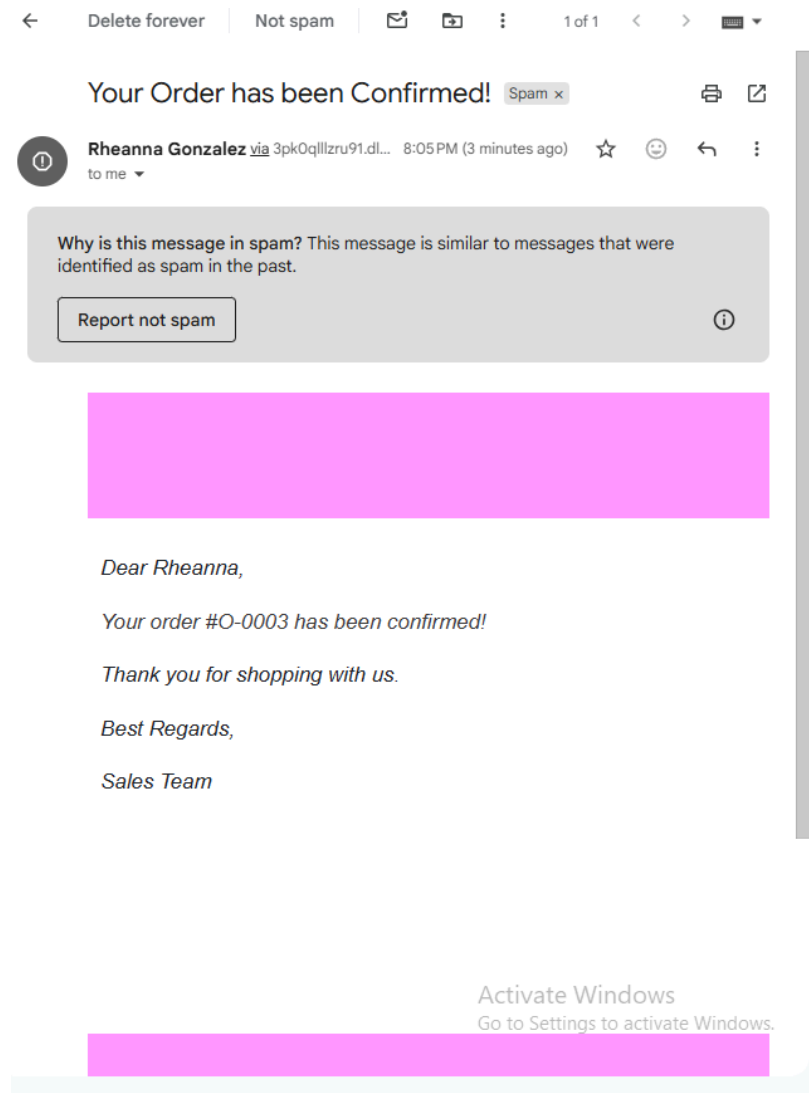 Delete forever Not spam 1 of 1
Your Order has been Confirmed! Spam x
Rheanna Gonzalez via 3pk0qlllzru91.dl... 8:05 PM (3 minutes ago)
to me
Why is this message in spam? This message is similar to messages that were
identified as spam in the past.
Report not spam
Dear Rheanna,
Your order #O-0003 has been confirmed!
Thank you for shopping with us.
Best Regards,
Sales Team
Activate Windows
Go to Settings to activate Windows.